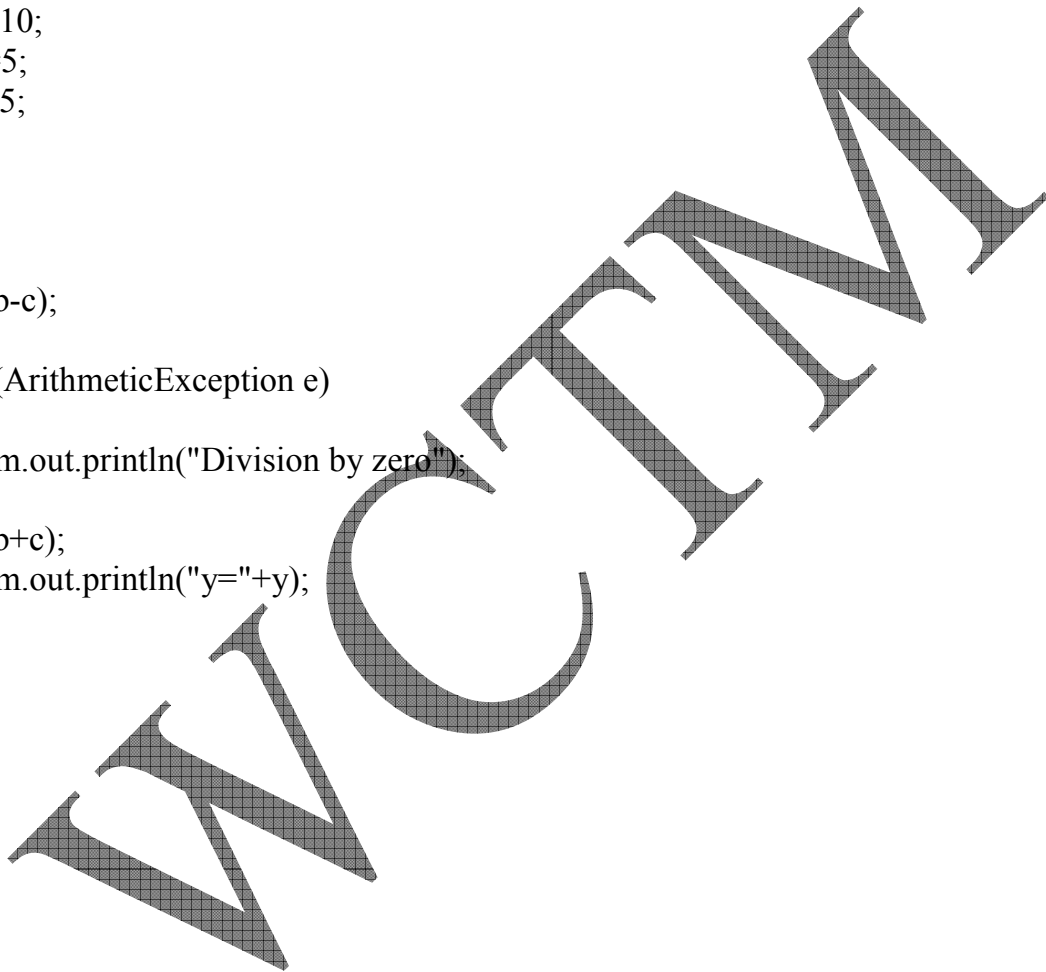 10;
5;
5;
b-c);
(ArithmeticException e)
m.out.println("Division by zero");
b+c);
m.out.println("y="+y);
WCTM